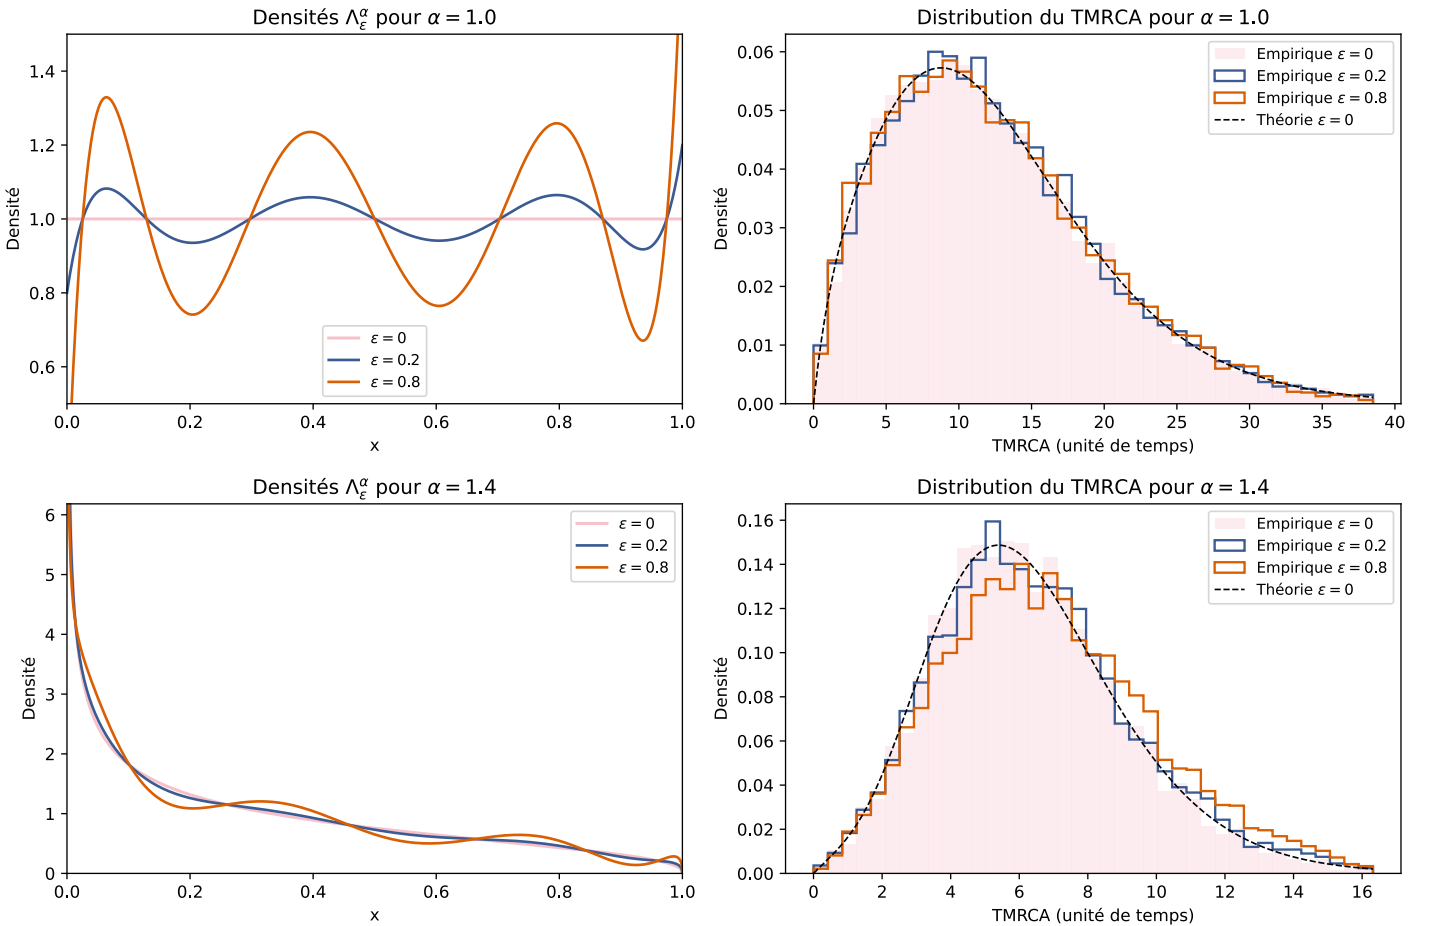 Densités Λ_ε^α pour α = 1.0
1.4
1.2
1.0
0.8
0.6
Densité
ε = 0
ε = 0.2
ε = 0.8
0.0 0.2 0.4 0.6 0.8 1.0
x
Distribution du TMRCA pour α = 1.0
0.06
0.05
0.04
0.03
0.02
0.01
0.00
Densité
Empirique ε = 0
Empirique ε = 0.2
Empirique ε = 0.8
Théorie ε = 0
0 5 10 15 20 25 30 35 40
TMRCA (unité de temps)
Densités Λ_ε^α pour α = 1.4
6
5
4
3
2
1
0
Densité
ε = 0
ε = 0.2
ε = 0.8
0.0 0.2 0.4 0.6 0.8 1.0
x
Distribution du TMRCA pour α = 1.4
0.16
0.14
0.12
0.10
0.08
0.06
0.04
0.02
0.00
Densité
Empirique ε = 0
Empirique ε = 0.2
Empirique ε = 0.8
Théorie ε = 0
0 2 4 6 8 10 12 14 16
TMRCA (unité de temps)